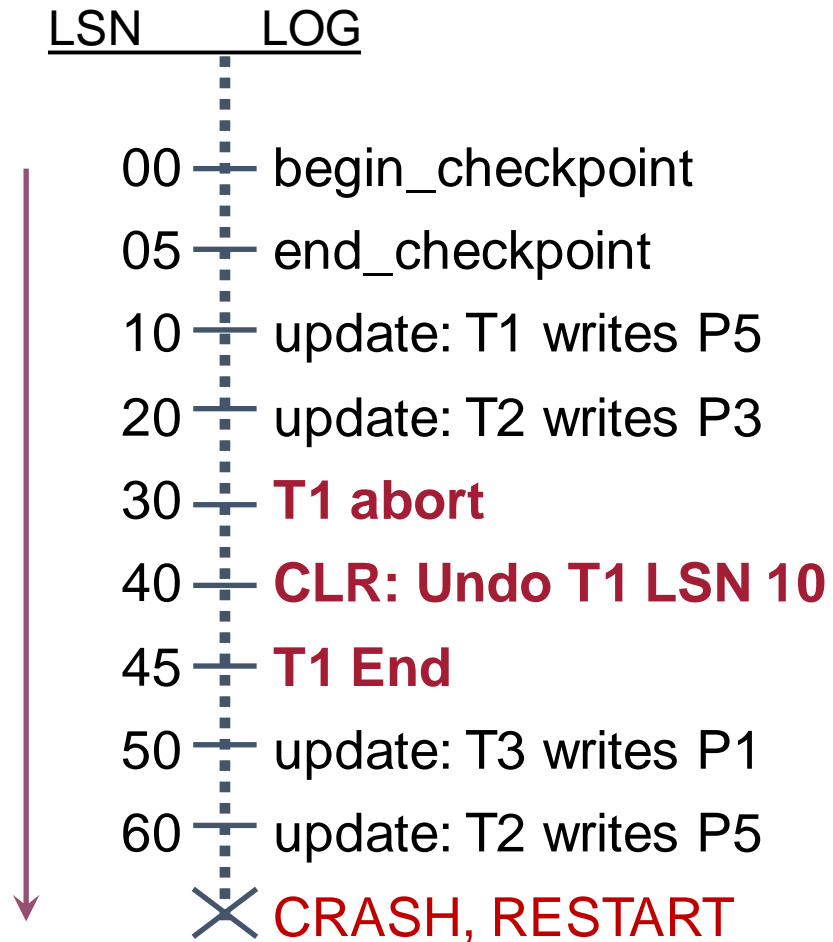 LSN LOG
00 begin_checkpoint
05 end_checkpoint
10 update: T1 writes P5
20 update: T2 writes P3
30 T1 abort
40 CLR: Undo T1 LSN 10
45 T1 End
50 update: T3 writes P1
60 update: T2 writes P5
CRASH, RESTART